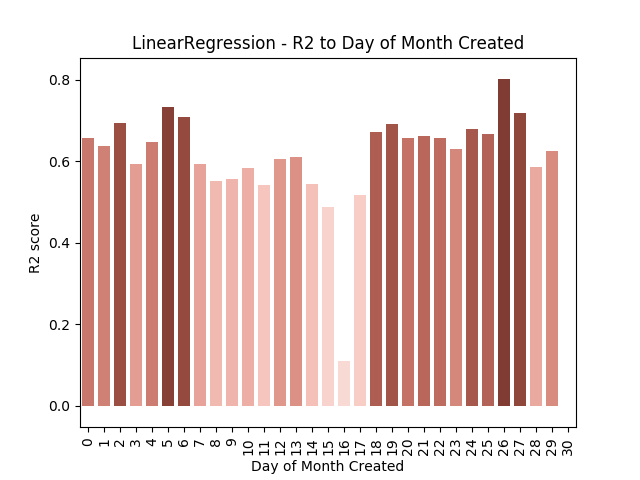 LinearRegression - R2 to Day of Month Created
R2 score
0.8
0.6
0.4
0.2
0.0
0 1 2 3 4 5 6 7 8 9 10 11 12 13 14 15 16 17 18 19 20 21 22 23 24 25 26 27 28 29 30
Day of Month Created